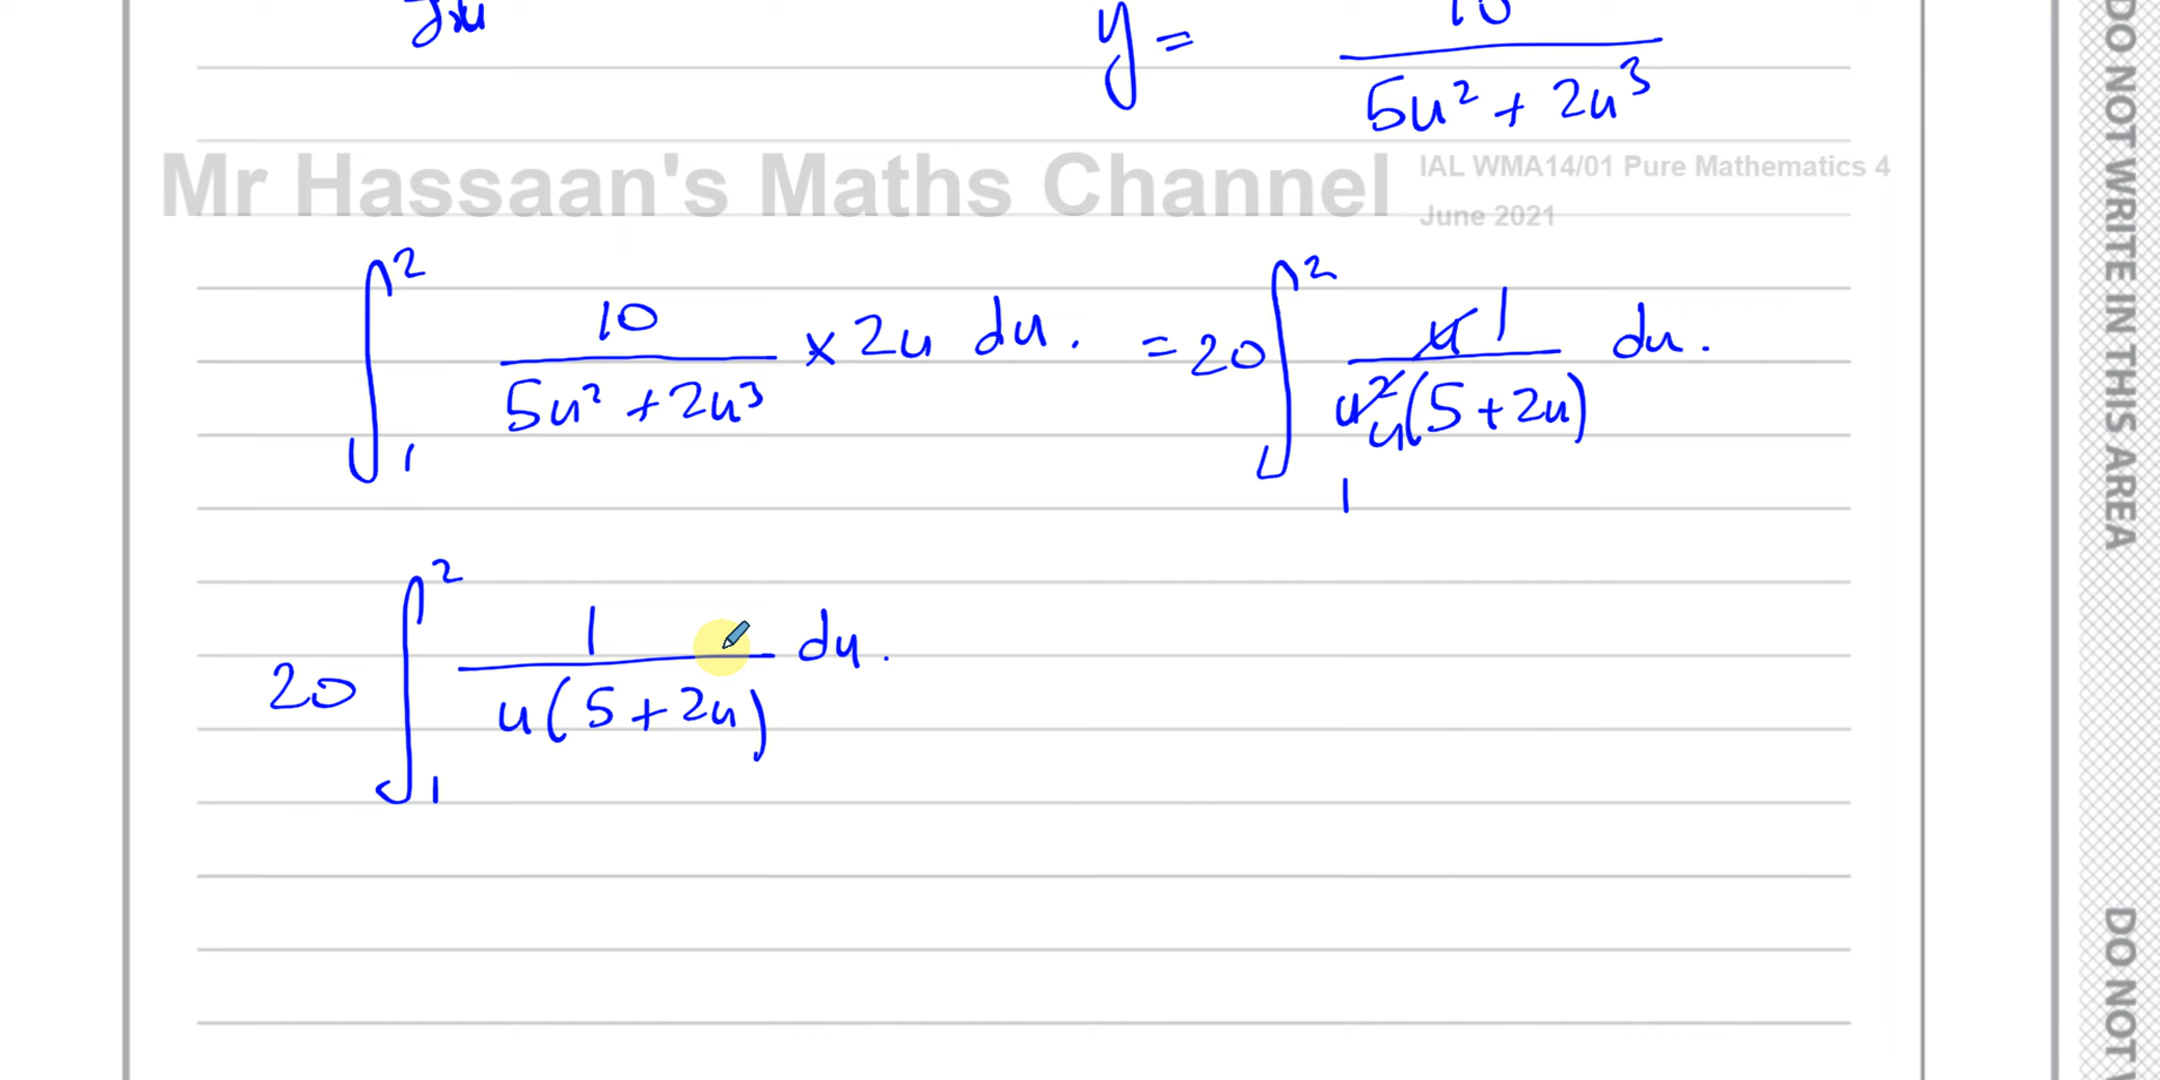 y = 10 / (5u² + 2u³)
Mr Hassaan's Maths Channel
IAL WMA14/01 Pure Mathematics 4
June 2021
∫₁² 10 / (5u² + 2u³) × 2u du. = 20 ∫₁² u 1 / (u² u (5 + 2u)) du.
20 ∫₁² 1 / (u(5 + 2u)) du.
DO NOT WRITE IN THIS AREA
DO NOT